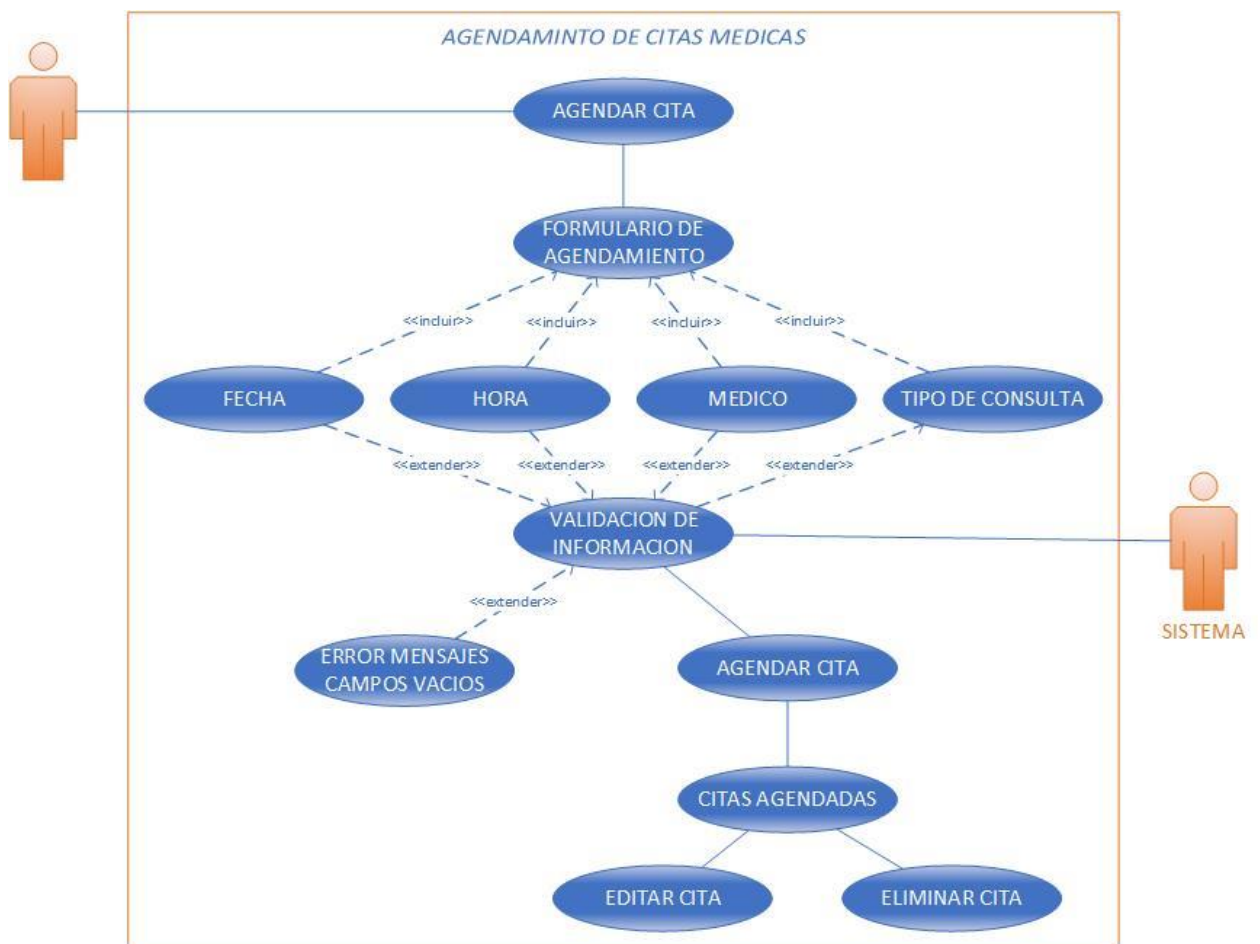 AGENDAMINTO DE CITAS MEDICAS
AGENDAR CITA
FORMULARIO DE
AGENDAMIENTO
<<incluir>>
<<incluir>>
<<incluir>>
<<incluir>>
FECHA
HORA
MEDICO
TIPO DE CONSULTA
<<extender>>
<<extender>>
<<extender>>
<<extender>>
VALIDACION DE
INFORMACION
<<extender>>
SISTEMA
ERROR MENSAJES
CAMPOS VACIOS
AGENDAR CITA
CITAS AGENDADAS
EDITAR CITA
ELIMINAR CITA